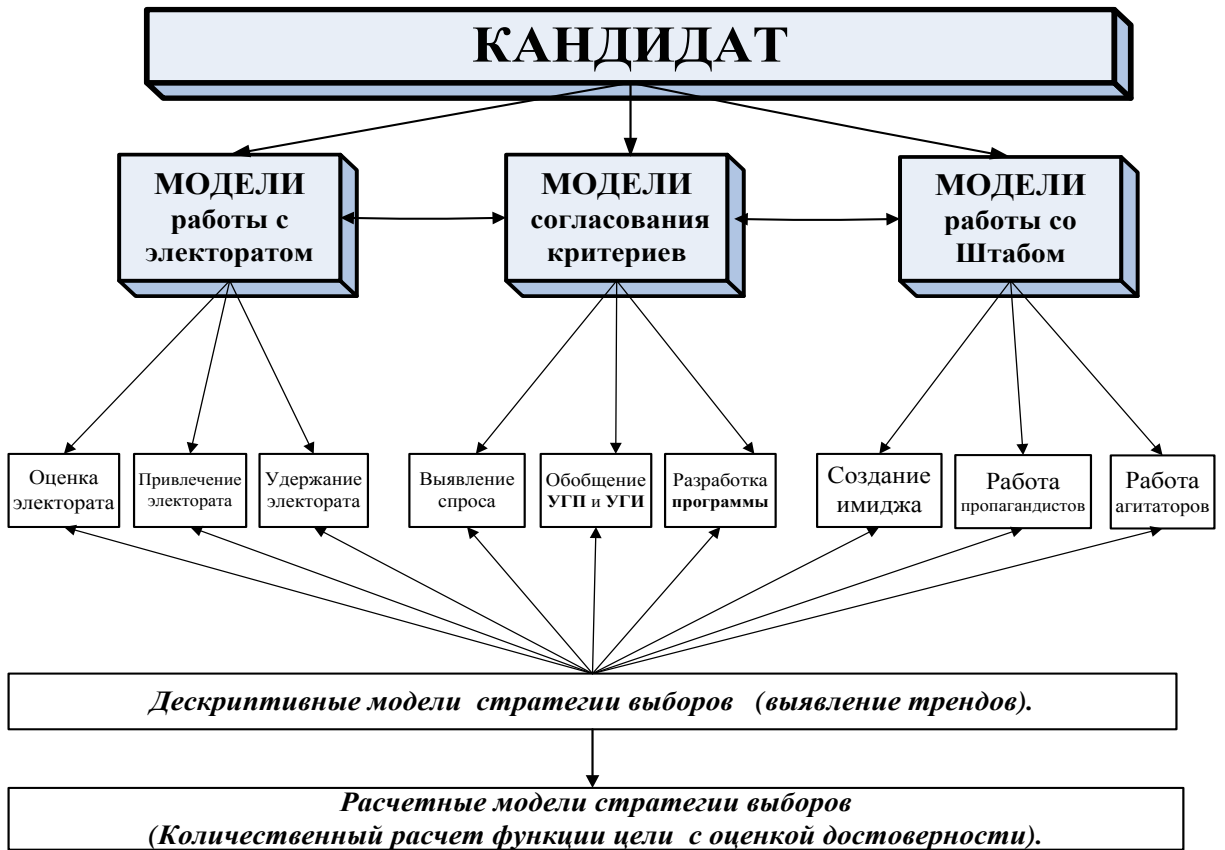 КАНДИДАТ
МОДЕЛИ
работы с
электоратом
МОДЕЛИ
согласования
критериев
МОДЕЛИ
работы со
Штабом
Оценка
электората
Привлечение
электората
Удержание
электората
Выявление
спроса
Обобщение
УГП и УГИ
Разработка
программы
Создание
имиджа
Работа
пропагандистов
Работа
агитаторов
Дескриптивные модели стратегии выборов (выявление трендов).
Расчетные модели стратегии выборов
(Количественный расчет функции цели с оценкой достоверности).